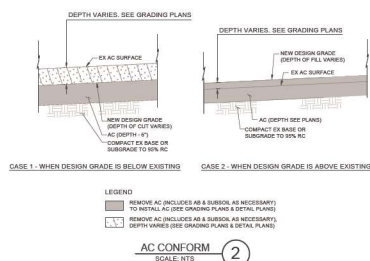 DEPTH VARIES. SEE GRADING PLANS
EX AC SURFACE
NEW DESIGN GRADE
(DEPTH OF CUT VARIES)
AC (DEPTH - 6")
COMPACT EX BASE OR
SUBGRADE TO 95% RC
CASE 1 - WHEN DESIGN GRADE IS BELOW EXISTING
DEPTH VARIES. SEE GRADING PLANS
NEW DESIGN GRADE
(DEPTH OF FILL VARIES)
EX AC SURFACE
AC (DEPTH SEE PLANS)
COMPACT EX BASE OR
SUBGRADE TO 95% RC
CASE 2 - WHEN DESIGN GRADE IS ABOVE EXISTING
LEGEND
REMOVE AC (INCLUDES AB & SUBSOIL AS NECESSARY)
TO INSTALL AC (SEE GRADING PLANS & DETAIL PLANS)
REMOVE AC (INCLUDES AB & SUBSOIL AS NECESSARY),
DEPTH VARIES (SEE GRADING PLANS & DETAIL PLANS)
AC CONFORM 2
SCALE: NTS